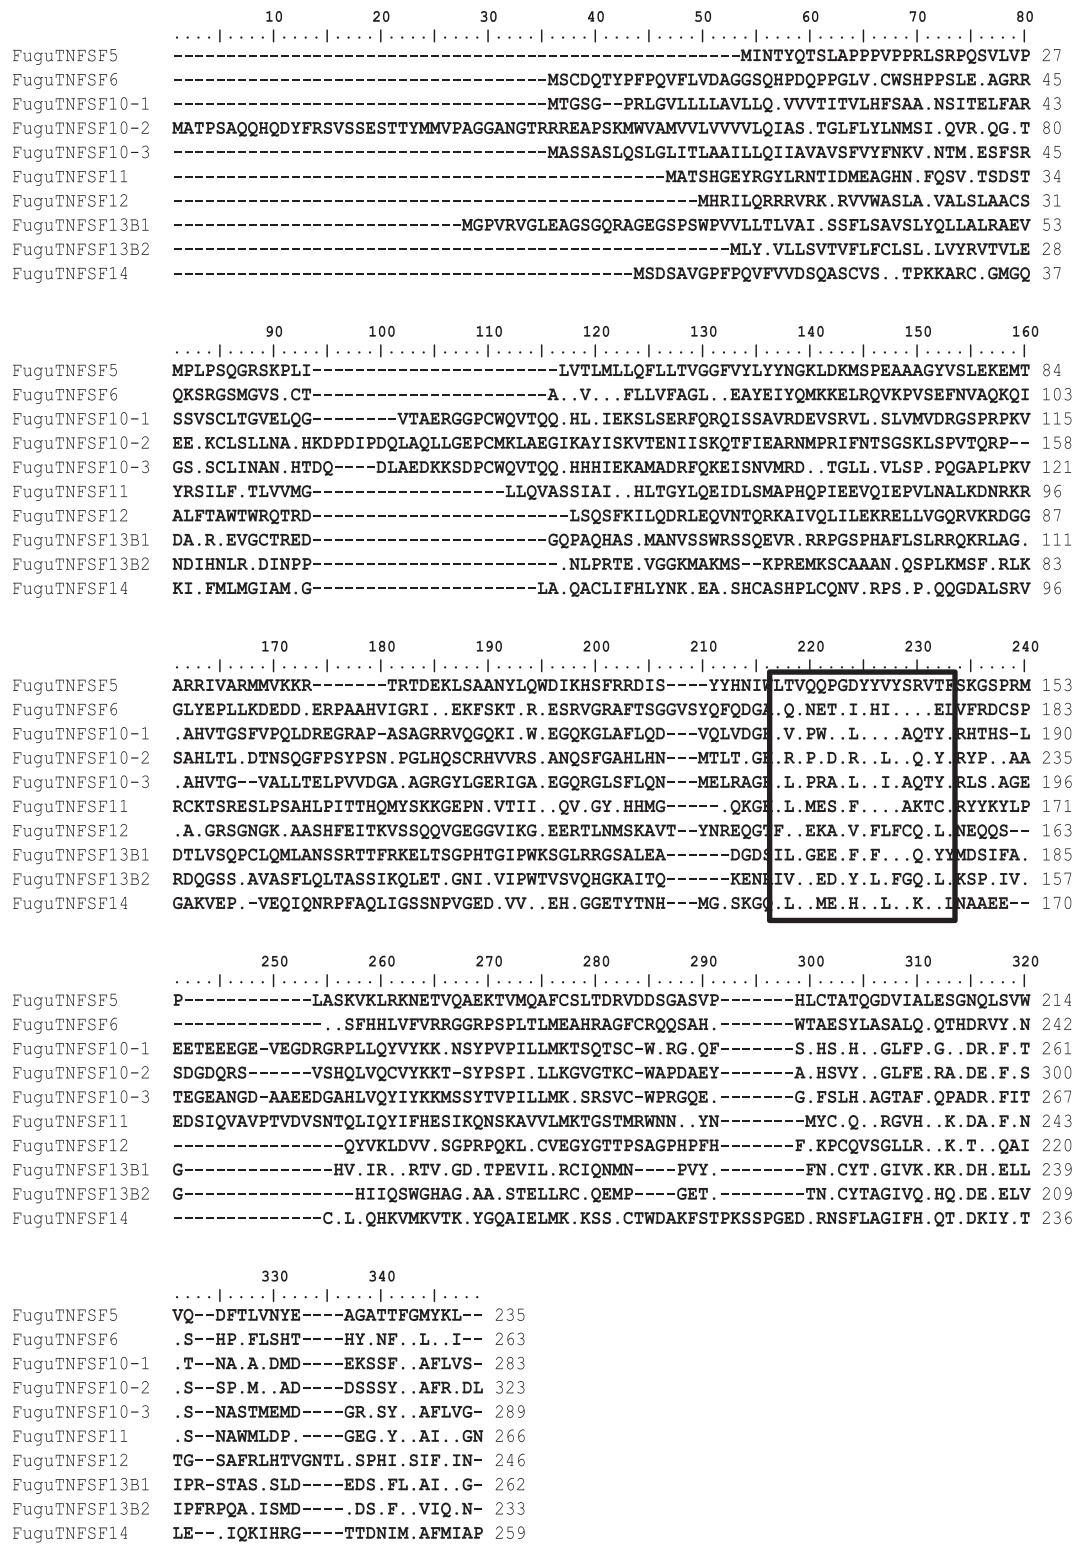 10 20 30 40 50 60 70 80
....|....|....|....|....|....|....|....|....|....|....|....|....|....|....|....|
FuguTNFSF5 -----------------------------------------------------MINTYQTSLAPPPVPPRLSRPQSVLVP 27
FuguTNFSF6 -----------------------------------MSCDQTYPFPQVFLVDAGGSQHPDQPPGLV.CWSHPPSLE.AGRR 45
FuguTNFSF10-1 -----------------------------------MTGSG--PRLGVLLLLAVLLQ.VVVTITVLHFSAA.NSITELFAR 43
FuguTNFSF10-2 MATPSAQQHQDYFRSVSSESTTYMMVPAGGANGTRRREAPSKMWVAMVVLVVVVLQIAS.TGLFLYLNMSI.QVR.QG.T 80
FuguTNFSF10-3 -----------------------------------MASSASLQSLGLITLAAILLQIIAVAVSFVYFNKV.NTM.ESFSR 45
FuguTNFSF11 ----------------------------------------------MATSHGEYRGYLRNTIDMEAGHN.FQSV.TSDST 34
FuguTNFSF12 -------------------------------------------------MHRILQRRRVRK.RVVWASLA.VALSLAACS 31
FuguTNFSF13B1 ---------------------------MGPVRVGLEAGSGQRAGEGSPSWPVVLLTLVAI.SSFLSAVSLYQLLALRAEV 53
FuguTNFSF13B2 ----------------------------------------------------MLY.VLLSVTVFLFCLSL.LVYRVTVLE 28
FuguTNFSF14 -------------------------------------------MSDSAVGPFPQVFVVDSQASCVS..TPKKARC.GMGQ 37
90 100 110 120 130 140 150 160
....|....|....|....|....|....|....|....|....|....|....|....|....|....|....|....|
FuguTNFSF5 MPLPSQGRSKPLI-----------------------LVTLMLLQFLLTVGGFVYLYYNGKLDKMSPEAAAGYVSLEKEMT 84
FuguTNFSF6 QKSRGSMGVS.CT----------------------A..V...FLLVFAGL..EAYEIYQMKKELRQVKPVSEFNVAQKQI 103
FuguTNFSF10-1 SSVSCLTGVELQG--------VTAERGGPCWQVTQQ.HL.IEKSLSERFQRQISSAVRDEVSRVL.SLVMVDRGSPRPKV 115
FuguTNFSF10-2 EE.KCLSLLNA.HKDPDIPDQLAQLLGEPCMKLAEGIKAYISKVTENIISKQTFIEARNMPRIFNTSGSKLSPVTQRP-- 158
FuguTNFSF10-3 GS.SCLINAN.HTDQ----DLAEDKKSDPCWQVTQQ.HHHIEKAMADRFQKEISNVMRD..TGLL.VLSP.PQGAPLPKV 121
FuguTNFSF11 YRSILF.TLVVMG------------------LLQVASSIAI..HLTGYLQEIDLSMAPHQPIEEVQIEPVLNALKDNRKR 96
FuguTNFSF12 ALFTAWTWRQTRD------------------------LSQSFKILQDRLEQVNTQRKAIVQLILEKRELLVGQRVKRDGG 87
FuguTNFSF13B1 DA.R.EVGCTRED----------------------GQPAQHAS.MANVSSWRSSQEVR.RRPGSPHAFLSLRRQKRLAG. 111
FuguTNFSF13B2 NDIHNLR.DINPP-----------------------.NLPRTE.VGGKMAKMS--KPREMKSCAAAN.QSPLKMSF.RLK 83
FuguTNFSF14 KI.FMLMGIAM.G---------------------LA.QACLIFHLYNK.EA.SHCASHPLCQNV.RPS.P.QQGDALSRV 96
170 180 190 200 210 220 230 240
....|....|....|....|....|....|....|....|....|....|....|....|....|....|....|....|
FuguTNFSF5 ARRIVARMMVKKR-------TRTDEKLSAANYLQWDIKHSFRRDIS----YYHNIWLTVQQPGDYYVYSRVTFSKGSPRM 153
FuguTNFSF6 GLYEPLLKDEDD.ERPAAHVIGRI..EKFSKT.R.ESRVGRAFTSGGVSYQFQDGA.Q.NET.I.HI....ELVFRDCSP 183
FuguTNFSF10-1 .AHVTGSFVPQLDREGRAP-ASAGRRVQGQKI.W.EGQKGLAFLQD---VQLVDGE.V.PW..L....AQTY.RHTHS-L 190
FuguTNFSF10-2 SAHLTL.DTNSQGFPSYPSN.PGLHQSCRHVVRS.ANQSFGAHLHN---MTLT.GE.R.P.D.R..L..Q.Y.RYP..AA 235
FuguTNFSF10-3 .AHVTG--VALLTELPVVDGA.AGRGYLGERIGA.EGQRGLSFLQN---MELRAGE.L.PRA.L..I.AQTY.RLS.AGE 196
FuguTNFSF11 RCKTSRESLPSAHLPITTHQMYSKKGEPN.VTII..QV.GY.HHMG-----.QKGE.L.MES.F....AKTC.RYYKYLP 171
FuguTNFSF12 .A.GRSGNGK.AASHFEITKVSSQQVGEGGVIKG.EERTLNMSKAVT---YNREQGTF..EKA.V.FLFCQ.L.NEQQS-- 163
FuguTNFSF13B1 DTLVSQPCLQMLANSSRTTFRKELTSGPHTGIPWKSGLRRGSALEA------DGDSIL.GEE.F.F...Q.YYMDSIFA. 185
FuguTNFSF13B2 RDQGSS.AVASFLQLTASSIKQLET.GNI.VIPWTVSVQHGKAITQ------KENKIV..ED.Y.L.FGQ.L.KSP.IV. 157
FuguTNFSF14 GAKVEP.VEQIQNRPFAQLIGSSNPVGED.VV..EH.GGETYTNH---MG.SKGQ.L..ME.H..L..K..LNAAEE-- 170
250 260 270 280 290 300 310 320
....|....|....|....|....|....|....|....|....|....|....|....|....|....|....|....|
FuguTNFSF5 P------------LASKVKLRKNETVQAEKTVMQAFCSLTDRVDDSGASVP-------HLCTATQGDVIALESGNQLSVW 214
FuguTNFSF6 --------------..SFHHLVFVRRGGRPSPLTLMEAHRAGFCRQQSAH.-------WTAESYLASALQ.QTHDRVY.N 242
FuguTNFSF10-1 EETEEEGE-VEGDRGRPLLQYVYKK.NSYPVPILLMKTSQTSC-W.RG.QF-------S.HS.H..GLFP.G..DR.F.T 261
FuguTNFSF10-2 SDGDQRS------VSHQLVQCVYKKT-SYPSPI.LLKGVGTKC-WAPDAEY-------A.HSVY..GLFE.RA.DE.F.S 300
FuguTNFSF10-3 TEGEANGD-AAEEDGAHLVQYIYKKMSSYTVPILLMK.SRSVC-WPRGQE.-------G.FSLH.AGTAF.QPADR.FIT 267
FuguTNFSF11 EDSIQVAVPTVDVSNTQLIQYIFHESIKQNSKAVVLMKTGSTMRWNN..YN-------MYC.Q..RGVH..K.DA.F.N 243
FuguTNFSF12 ----------------QYVKLDVV.SGPRPQKL.CVEGYGTTPSAGPHPFH-------F.KPCQVSGLLR..K.T..QAI 220
FuguTNFSF13B1 G--------------HV.IR..RTV.GD.TPEVIL.RCIQNMN----PVY.-------FN.CYT.GIVK.KR.DH.ELL 239
FuguTNFSF13B2 G----------------HIIQSWGHAG.AA.STELLRC.QEMP----GET.-------TN.CYTAGIVQ.HQ.DE.ELV 209
FuguTNFSF14 --------------C.L.QHKVMKVTK.YGQAIELMK.KSS.CTWDAKFSTPKSSPGED.RNSFLAGIFH.QT.DKIY.T 236
330 340
....|....|....|....|....|....
FuguTNFSF5 VQ--DFTLVNYE----AGATTFGMYKL-- 235
FuguTNFSF6 .S--HP.FLSHT----HY.NF..L..I-- 263
FuguTNFSF10-1 .T--NA.A.DMD----EKSSF..AFLVS- 283
FuguTNFSF10-2 .S--SP.M..AD----DSSSY..AFR.DL 323
FuguTNFSF10-3 .S--NASTMEMD----GR.SY..AFLVG- 289
FuguTNFSF11 .S--NAWMLDP.----GEG.Y..AI..GN 266
FuguTNFSF12 TG--SAFRLHTVGNTL.SPHI.SIF.IN- 246
FuguTNFSF13B1 IPR-STAS.SLD----EDS.FL.AI..G- 262
FuguTNFSF13B2 IPFRPQA.ISMD----.DS.F..VIQ.N- 233
FuguTNFSF14 LE--.IQKIHRG----TTDNIM.AFMIAP 259